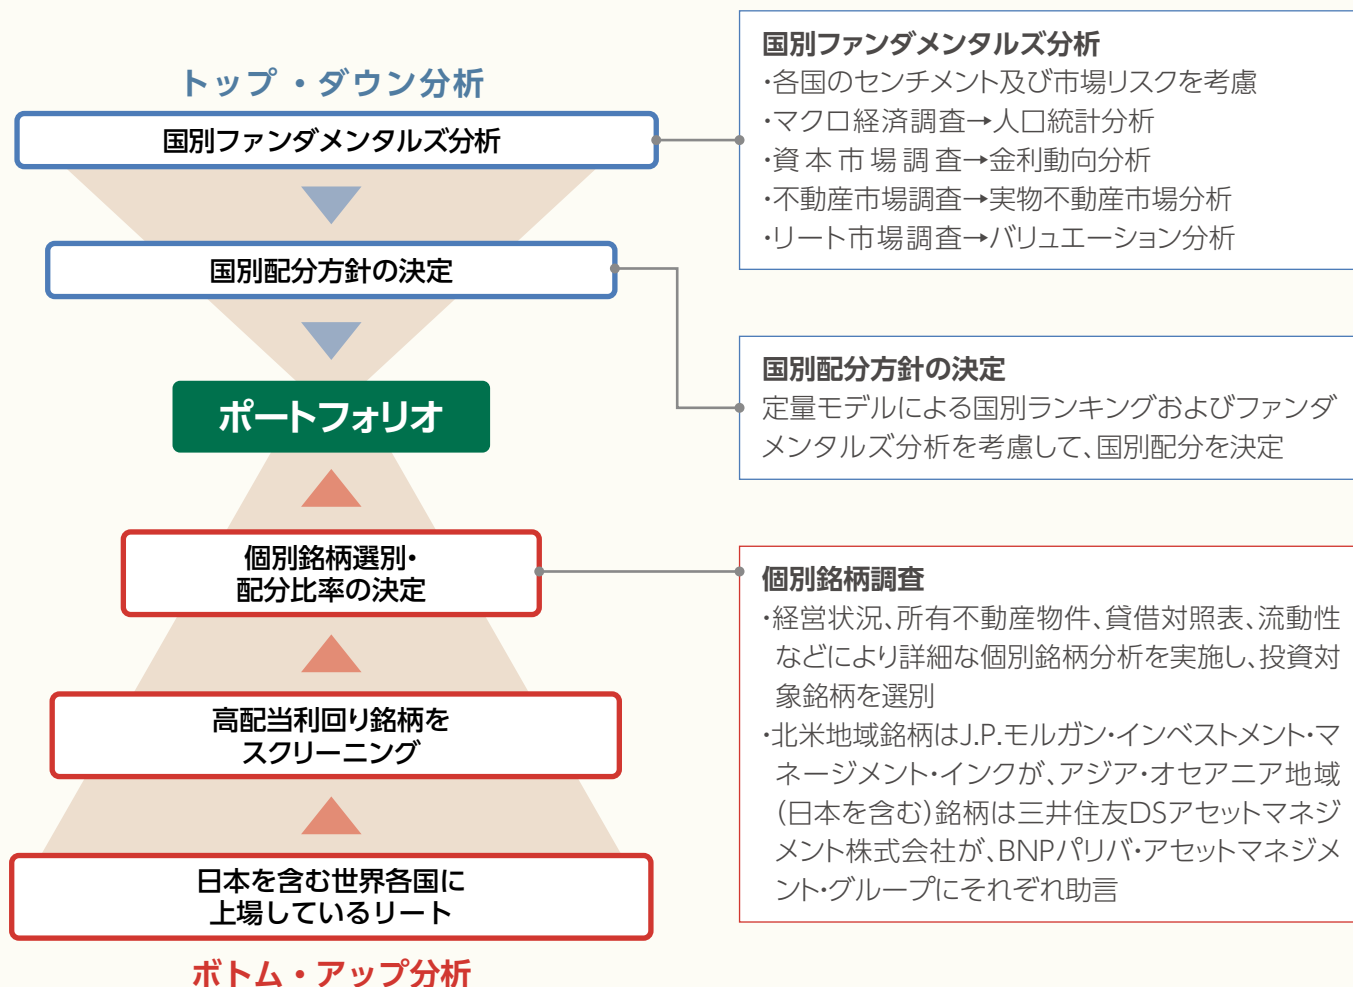 トップ・ダウン分析
国別ファンダメンタルズ分析
国別配分方針の決定
ポートフォリオ
個別銘柄選別・
配分比率の決定
高配当利回り銘柄を
スクリーニング
日本を含む世界各国に
上場しているリート
ボトム・アップ分析
国別ファンダメンタルズ分析
・各国のセンチメント及び市場リスクを考慮
・マクロ経済調査→人口統計分析
・資本市場調査→金利動向分析
・不動産市場調査→実物不動産市場分析
・リート市場調査→バリュエーション分析
国別配分方針の決定
定量モデルによる国別ランキングおよびファンダ
メンタルズ分析を考慮して、国別配分を決定
個別銘柄調査
・経営状況、所有不動産物件、貸借対照表、流動性
などにより詳細な個別銘柄分析を実施し、投資対
象銘柄を選別
・北米地域銘柄はJ.P.モルガン・インベストメント・マ
ネージメント・インクが、アジア・オセアニア地域
(日本を含む)銘柄は三井住友DSアセットマネジ
メント株式会社が、BNPパリバ・アセットマネジメ
ント・グループにそれぞれ助言